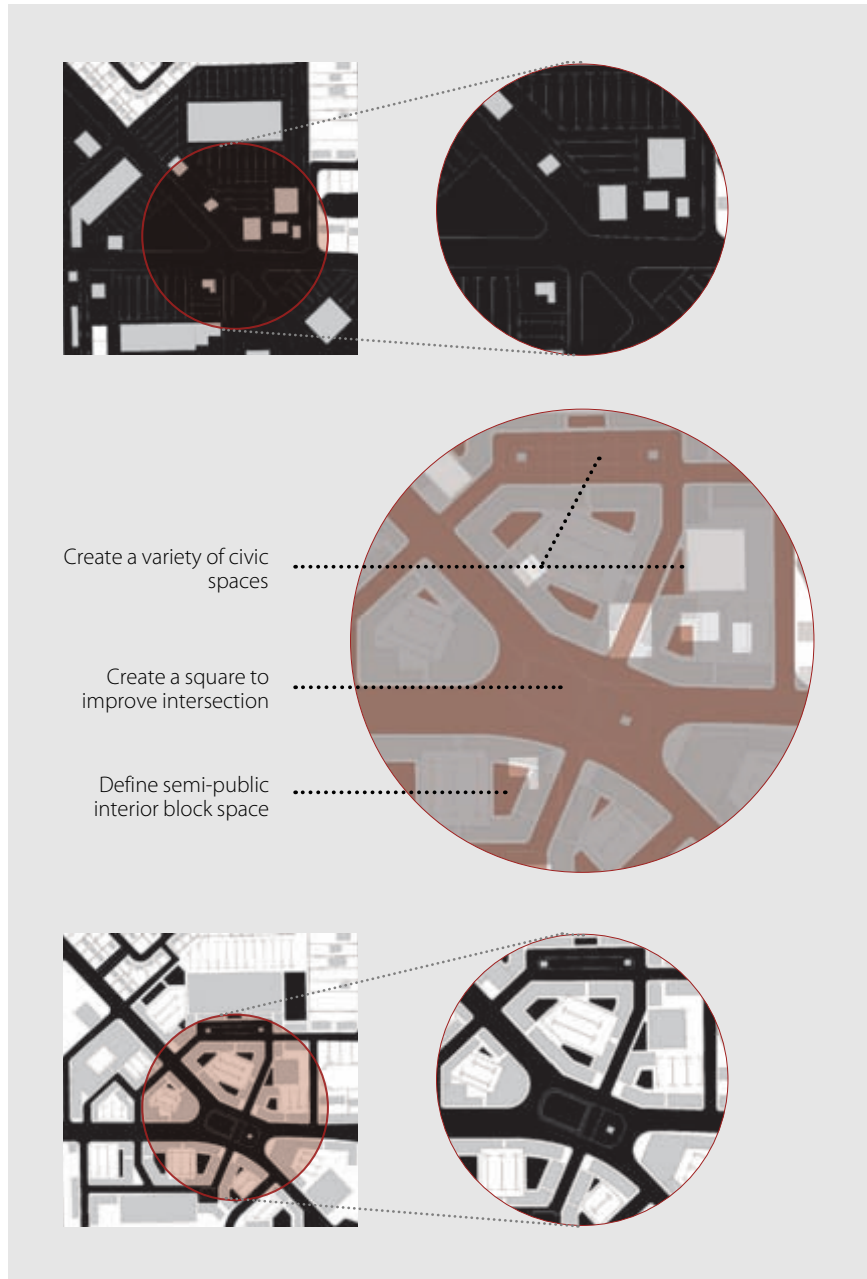 Create a variety of civic
spaces
Create a square to
improve intersection
Define semi-public
interior block space